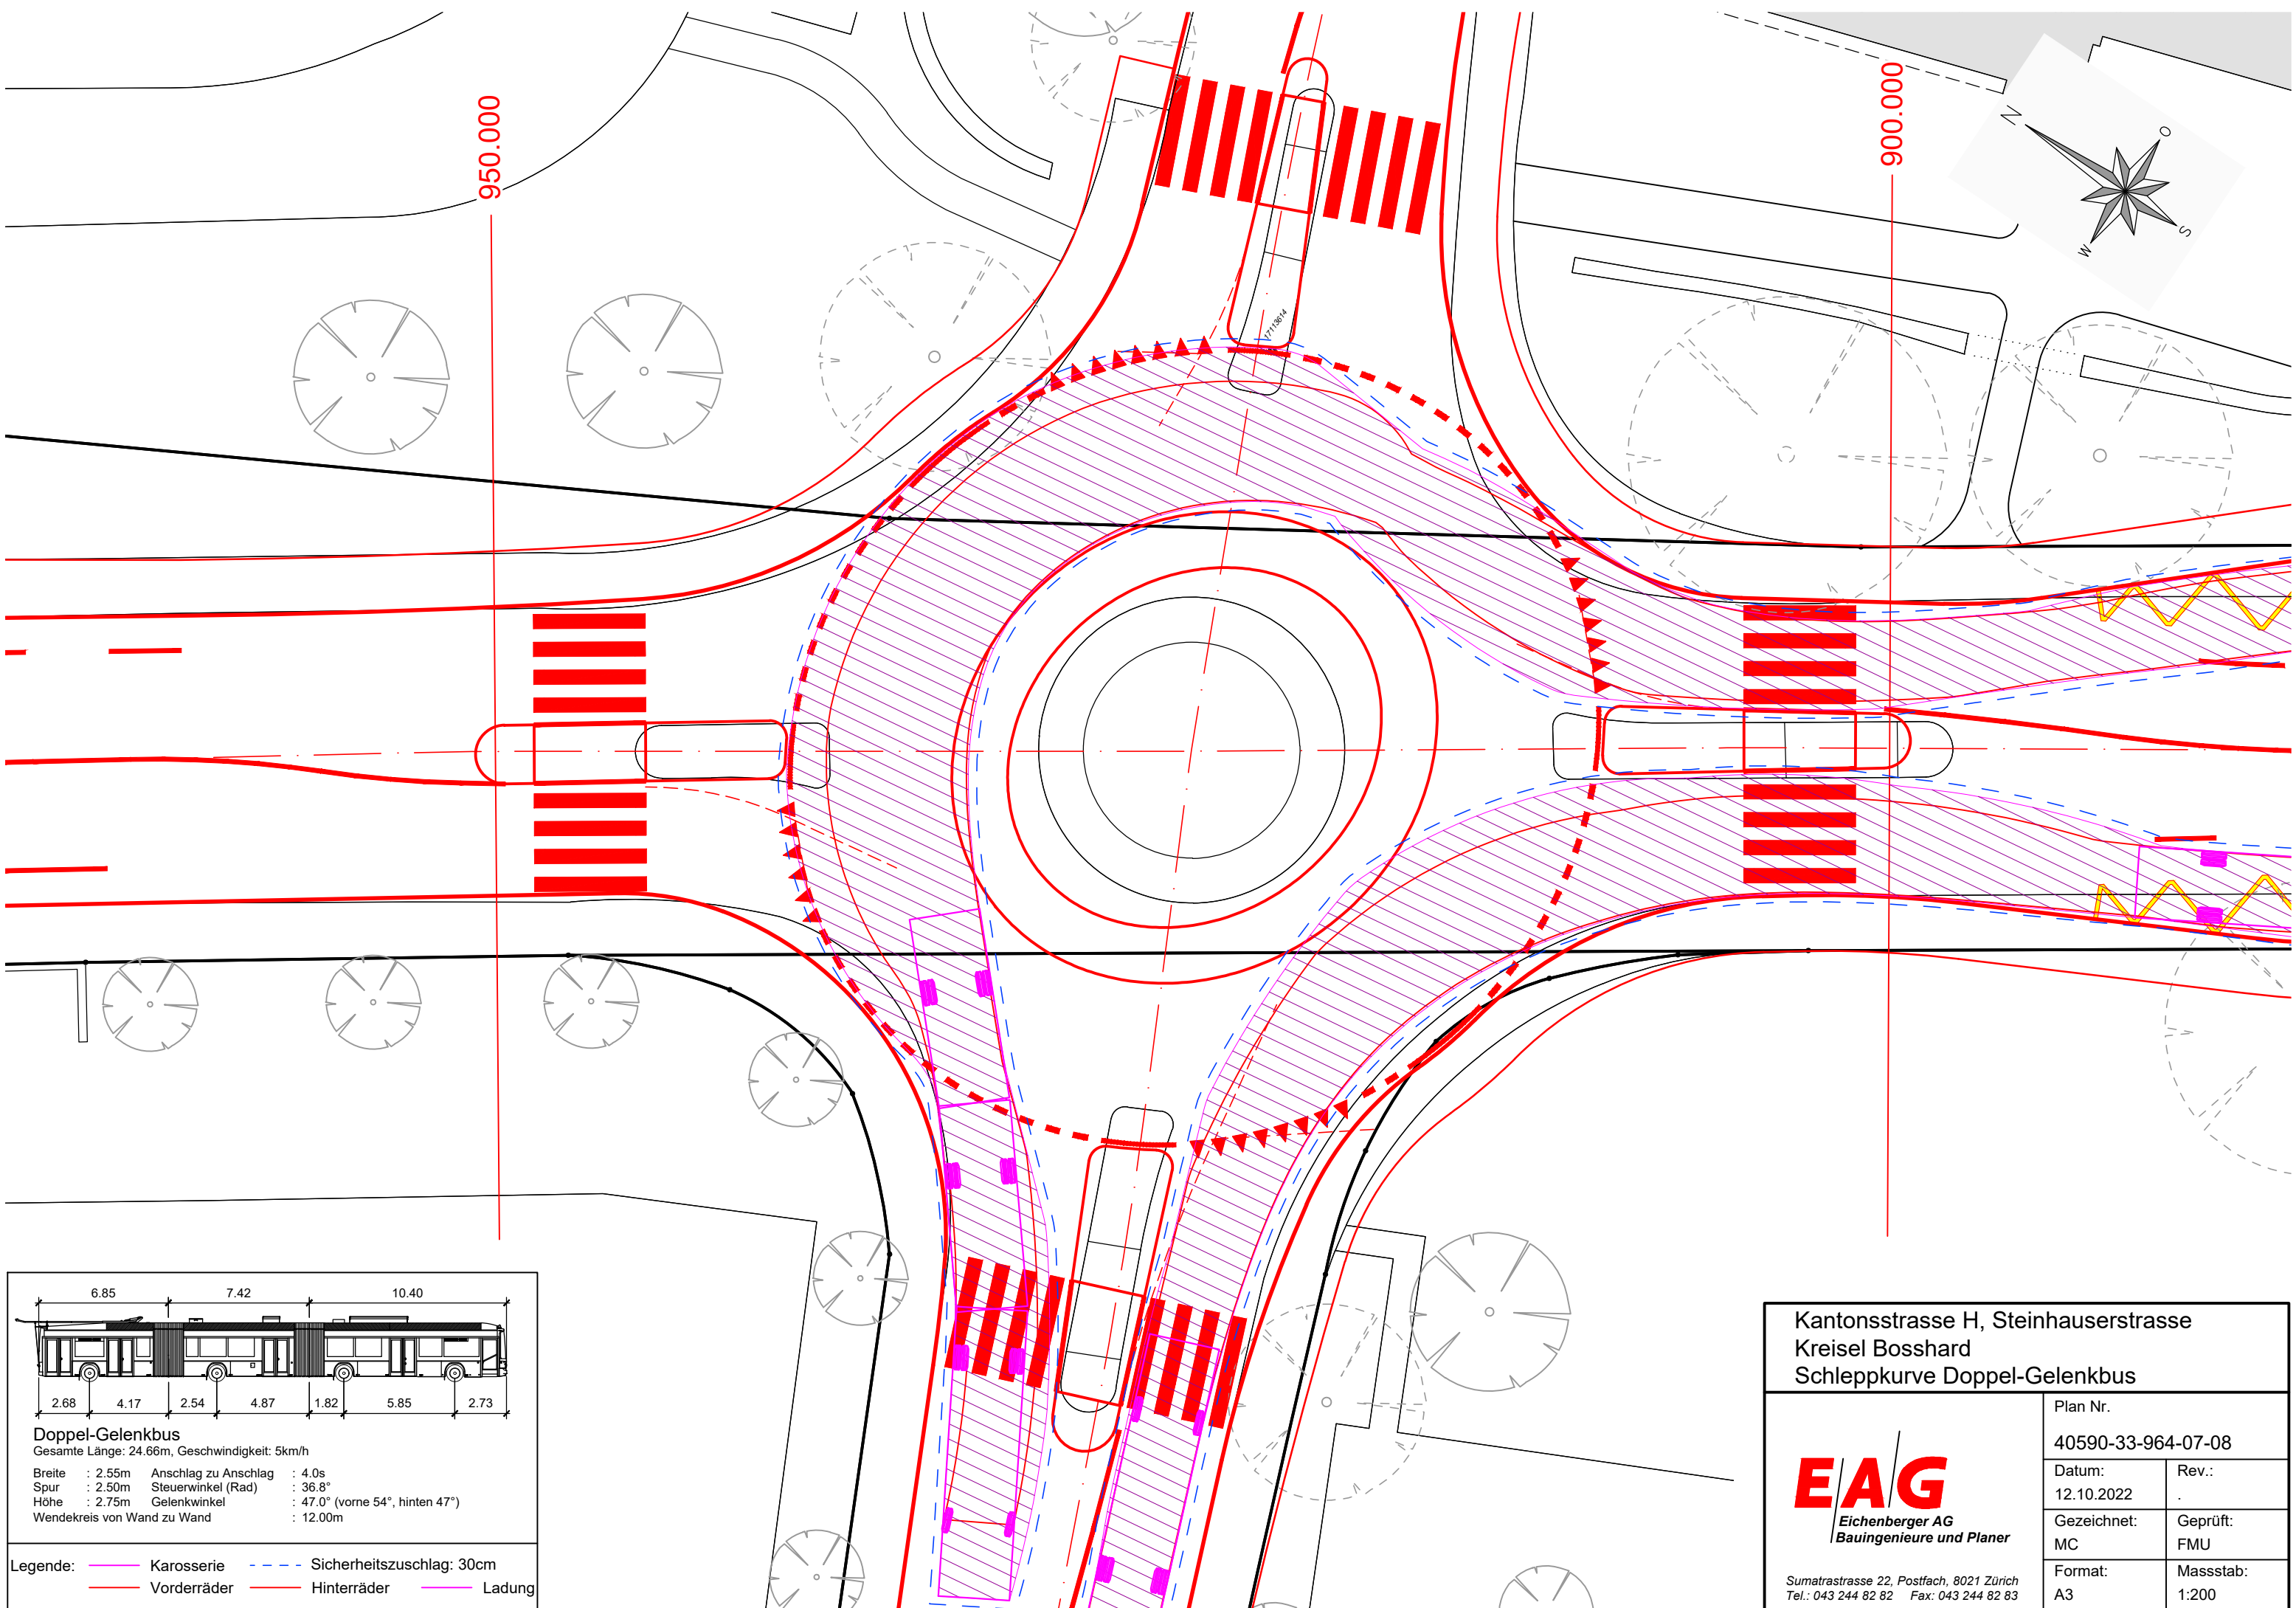 950.000
900.000
N
O
S
W
17113614
6.85 7.42 10.40
2.68 4.17 2.54 4.87 1.82 5.85 2.73
Doppel-Gelenkbus
Gesamte Länge: 24.66m, Geschwindigkeit: 5km/h
Breite : 2.55m Anschlag zu Anschlag : 4.0s
Spur : 2.50m Steuerwinkel (Rad) : 36.8°
Höhe : 2.75m Gelenkwinkel : 47.0° (vorne 54°, hinten 47°)
Wendekreis von Wand zu Wand : 12.00m
Legende: Karosserie Sicherheitszuschlag: 30cm
Vorderräder Hinterräder Ladung
Kantonsstrasse H, Steinhauserstrasse
Kreisel Bosshard
Schleppkurve Doppel-Gelenkbus
EAG
Eichenberger AG
Bauingenieure und Planer
Sumatrastrasse 22, Postfach, 8021 Zürich
Tel.: 043 244 82 82 Fax: 043 244 82 83
Plan Nr.
40590-33-964-07-08
Datum: Rev.:
12.10.2022 .
Gezeichnet: Geprüft:
MC FMU
Format: Massstab:
A3 1:200